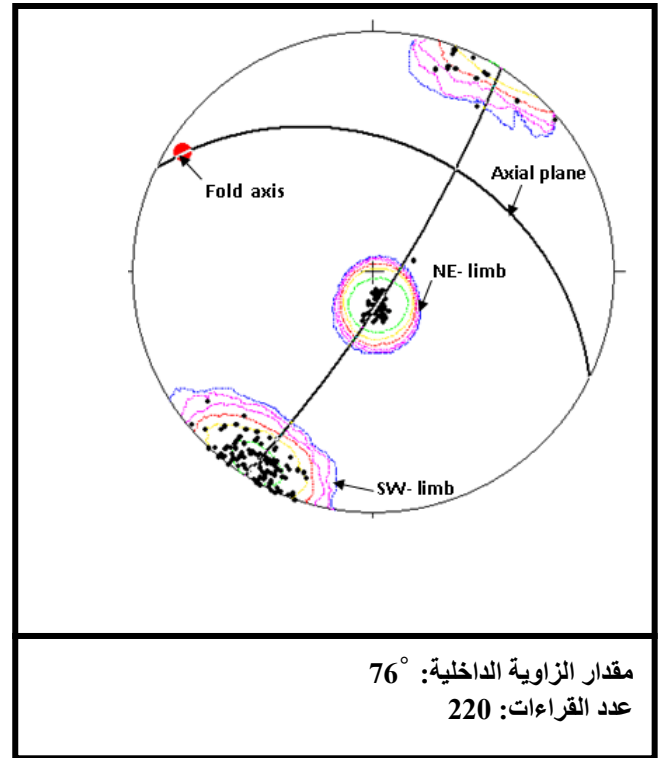 Axial plane
Fold axis
NE- limb
SW- limb
مقدار الزاوية الداخلية: 76°
عدد القراءات: 220